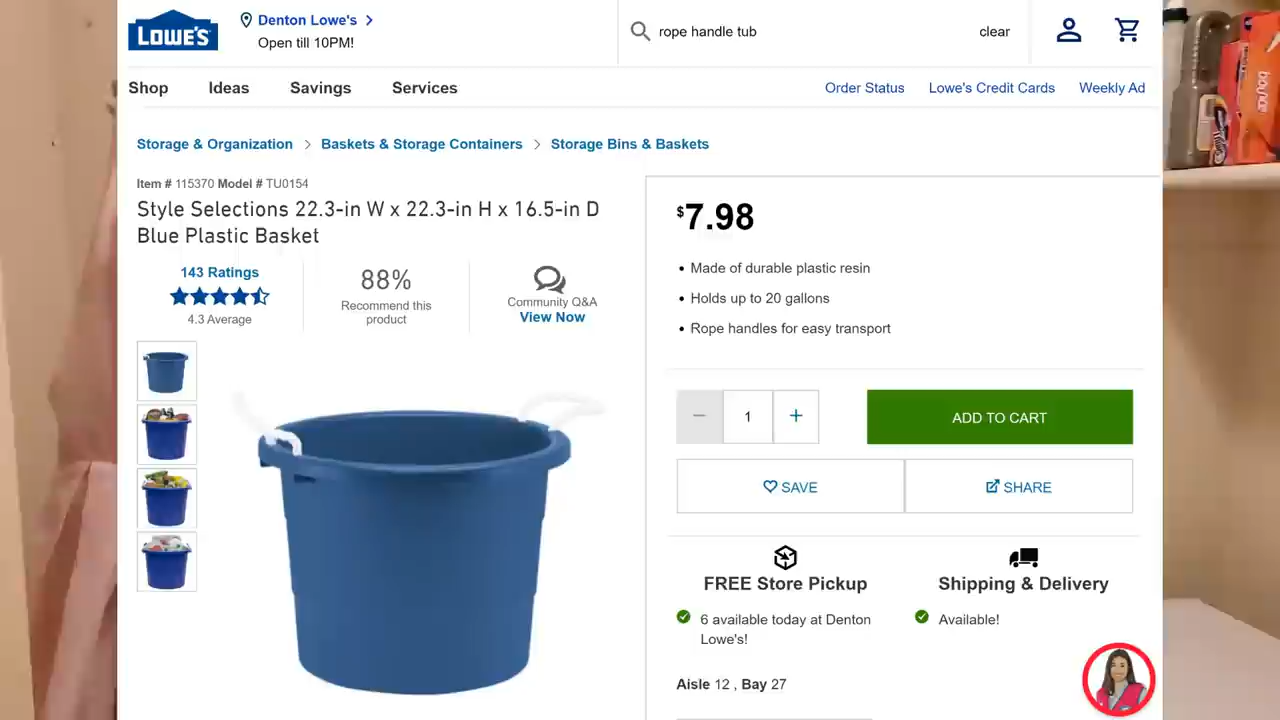 LOWE'S
Denton Lowe's
Open till 10PM!
rope handle tub
clear
Shop Ideas Savings Services
Order Status Lowe's Credit Cards Weekly Ad
Storage & Organization > Baskets & Storage Containers > Storage Bins & Baskets
Item # 115370 Model # TU0154
Style Selections 22.3-in W x 22.3-in H x 16.5-in D
Blue Plastic Basket
143 Ratings
4.3 Average
88%
Recommend this
product
Community Q&A
View Now
$7.98
• Made of durable plastic resin
• Holds up to 20 gallons
• Rope handles for easy transport
1
ADD TO CART
SAVE
SHARE
FREE Store Pickup
6 available today at Denton
Lowe's!
Shipping & Delivery
Available!
Aisle 12 , Bay 27
bounce